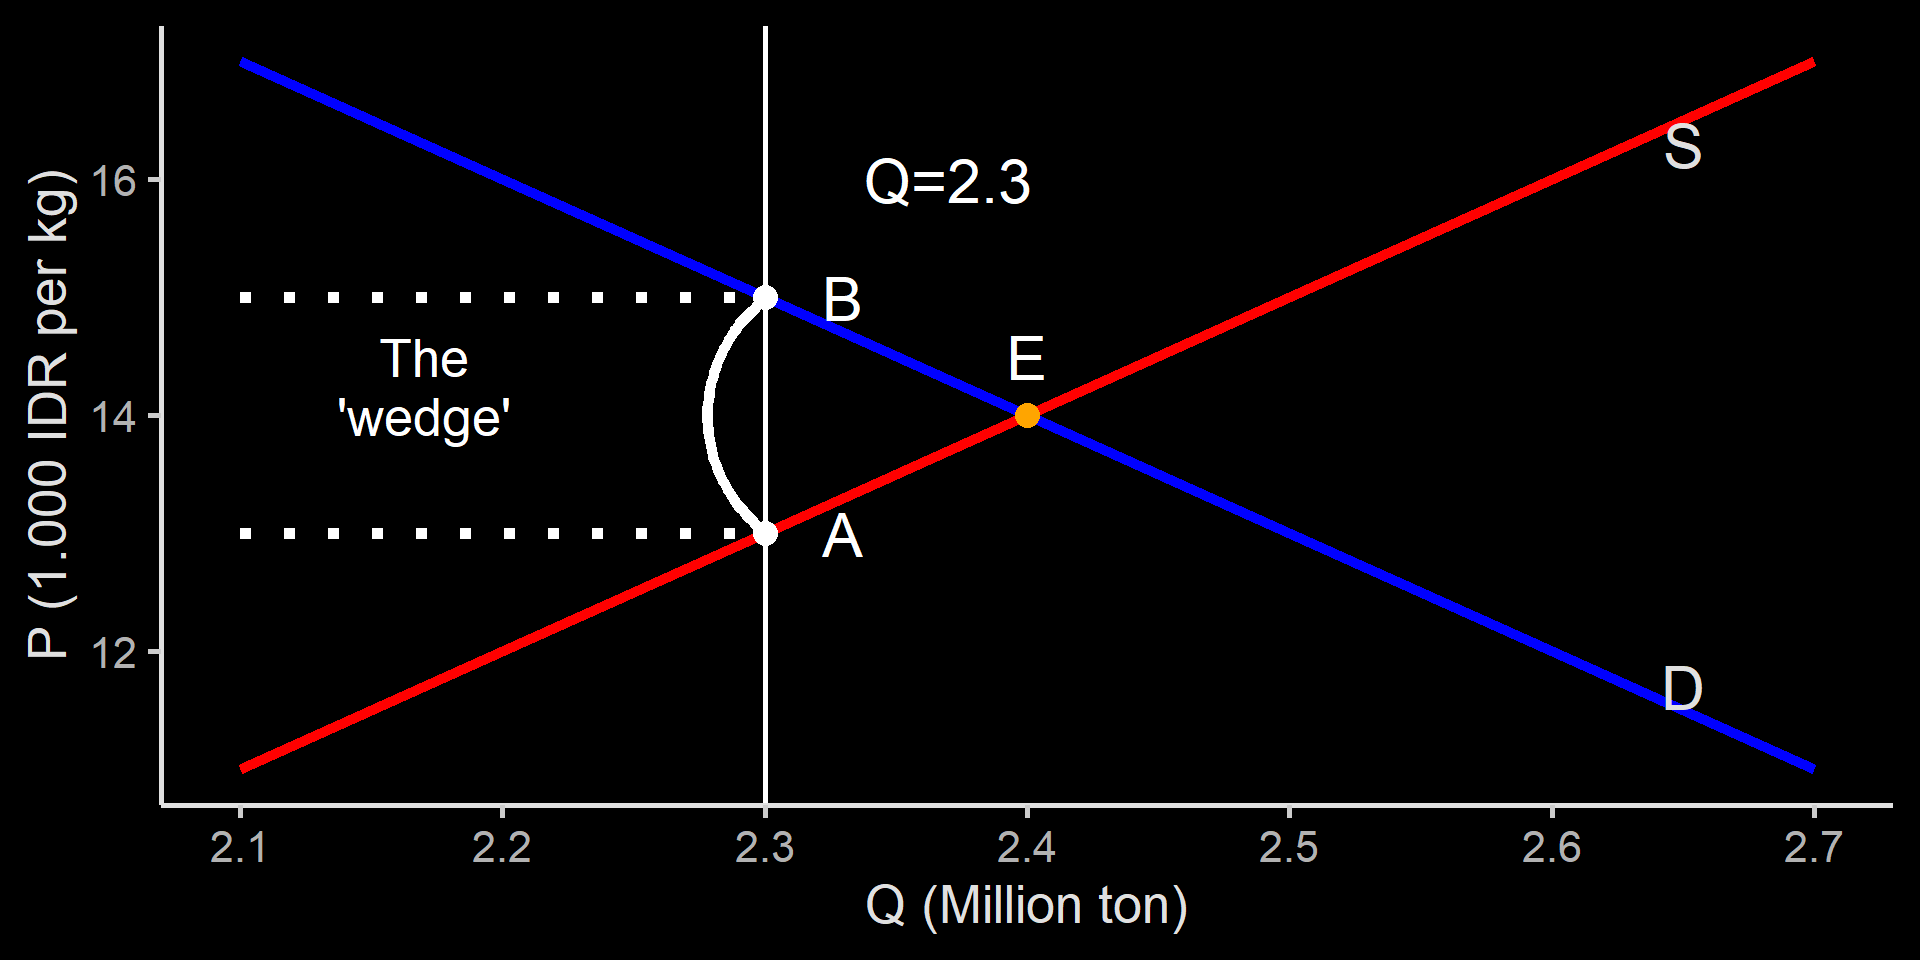 P (1.000 IDR per kg)
16
14
12
Q=2.3
S
B
The
'wedge'
E
A
D
2.1
2.2
2.3
2.4
2.5
2.6
2.7
Q (Million ton)